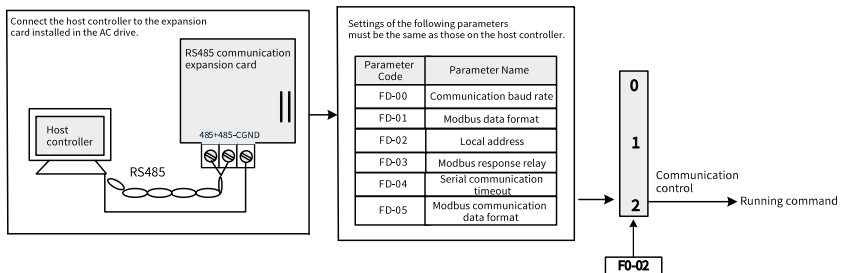 Connect the host controller to the expansion
card installed in the AC drive.
RS485 communication
expansion card
485+485-CGND
Host
controller
RS485
Settings of the following parameters
must be the same as those on the host controller.
Parameter
Code
Parameter Name
FD-00
Communication baud rate
FD-01
Modbus data format
FD-02
Local address
FD-03
Modbus response relay
FD-04
Serial communication
timeout
FD-05
Modbus communication
data format
0
1
2
Communication
control
Running command
F0-02